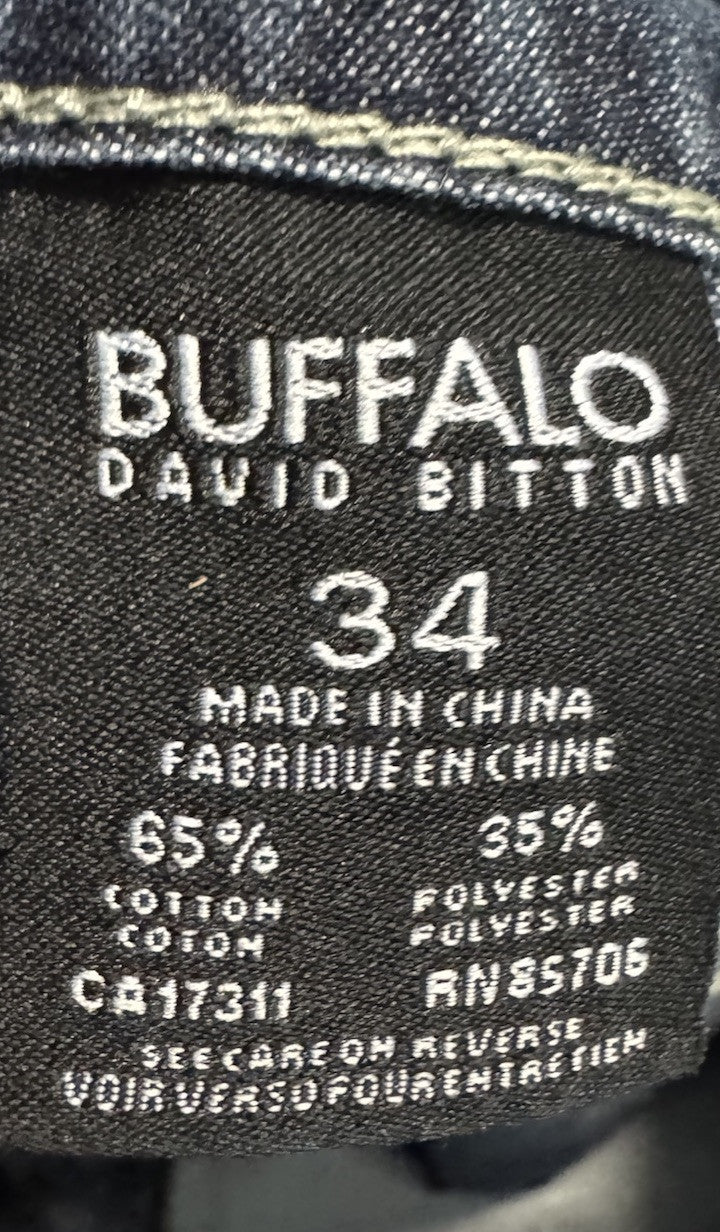 BUFFALO
DAVID BITTON
34
MADE IN CHINA
FABRIQUÉ EN CHINE
65% 35%
COTTON POLYESTER
COTON POLYESTER
CA17311 RN85706
SEE CARE ON REVERSE
VOIR VERSO POUR ENTRETIEN